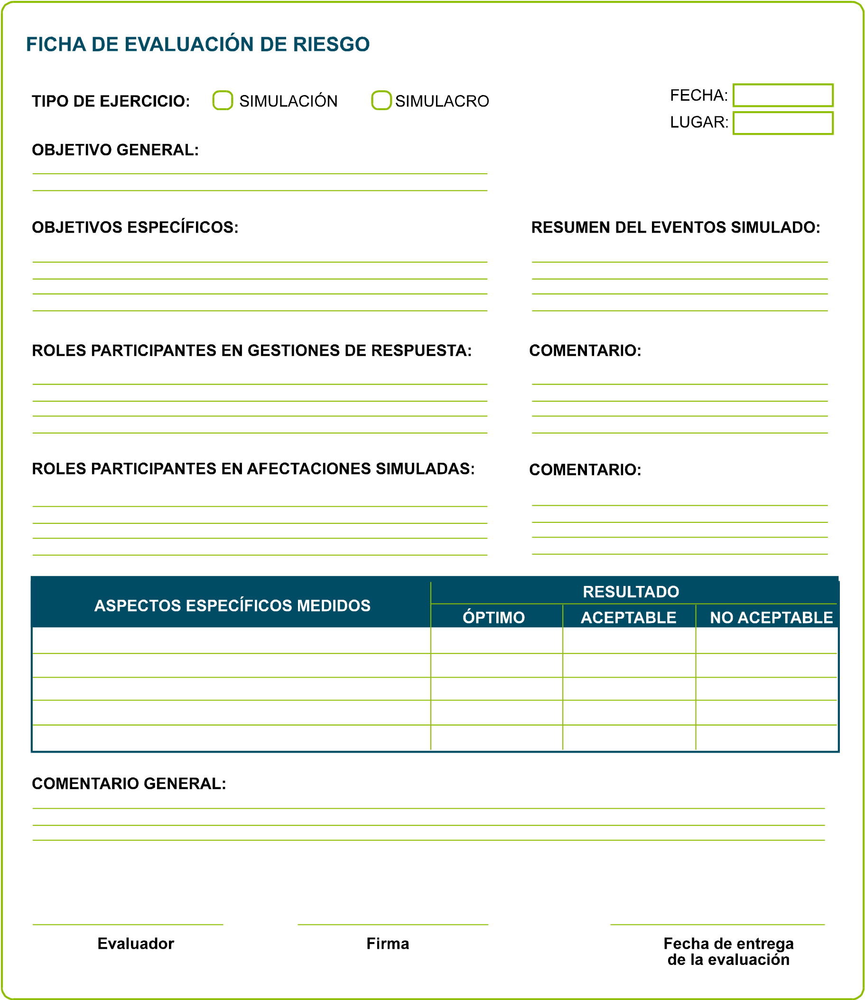 FICHA DE EVALUACIÓN DE RIESGO
TIPO DE EJERCICIO: SIMULACIÓN SIMULACRO
FECHA:
LUGAR:
OBJETIVO GENERAL:
OBJETIVOS ESPECÍFICOS:
RESUMEN DEL EVENTOS SIMULADO:
ROLES PARTICIPANTES EN GESTIONES DE RESPUESTA:
COMENTARIO:
ROLES PARTICIPANTES EN AFECTACIONES SIMULADAS:
COMENTARIO:
ASPECTOS ESPECÍFICOS MEDIDOS
RESULTADO
ÓPTIMO ACEPTABLE NO ACEPTABLE
COMENTARIO GENERAL:
Evaluador
Firma
Fecha de entrega
de la evaluación